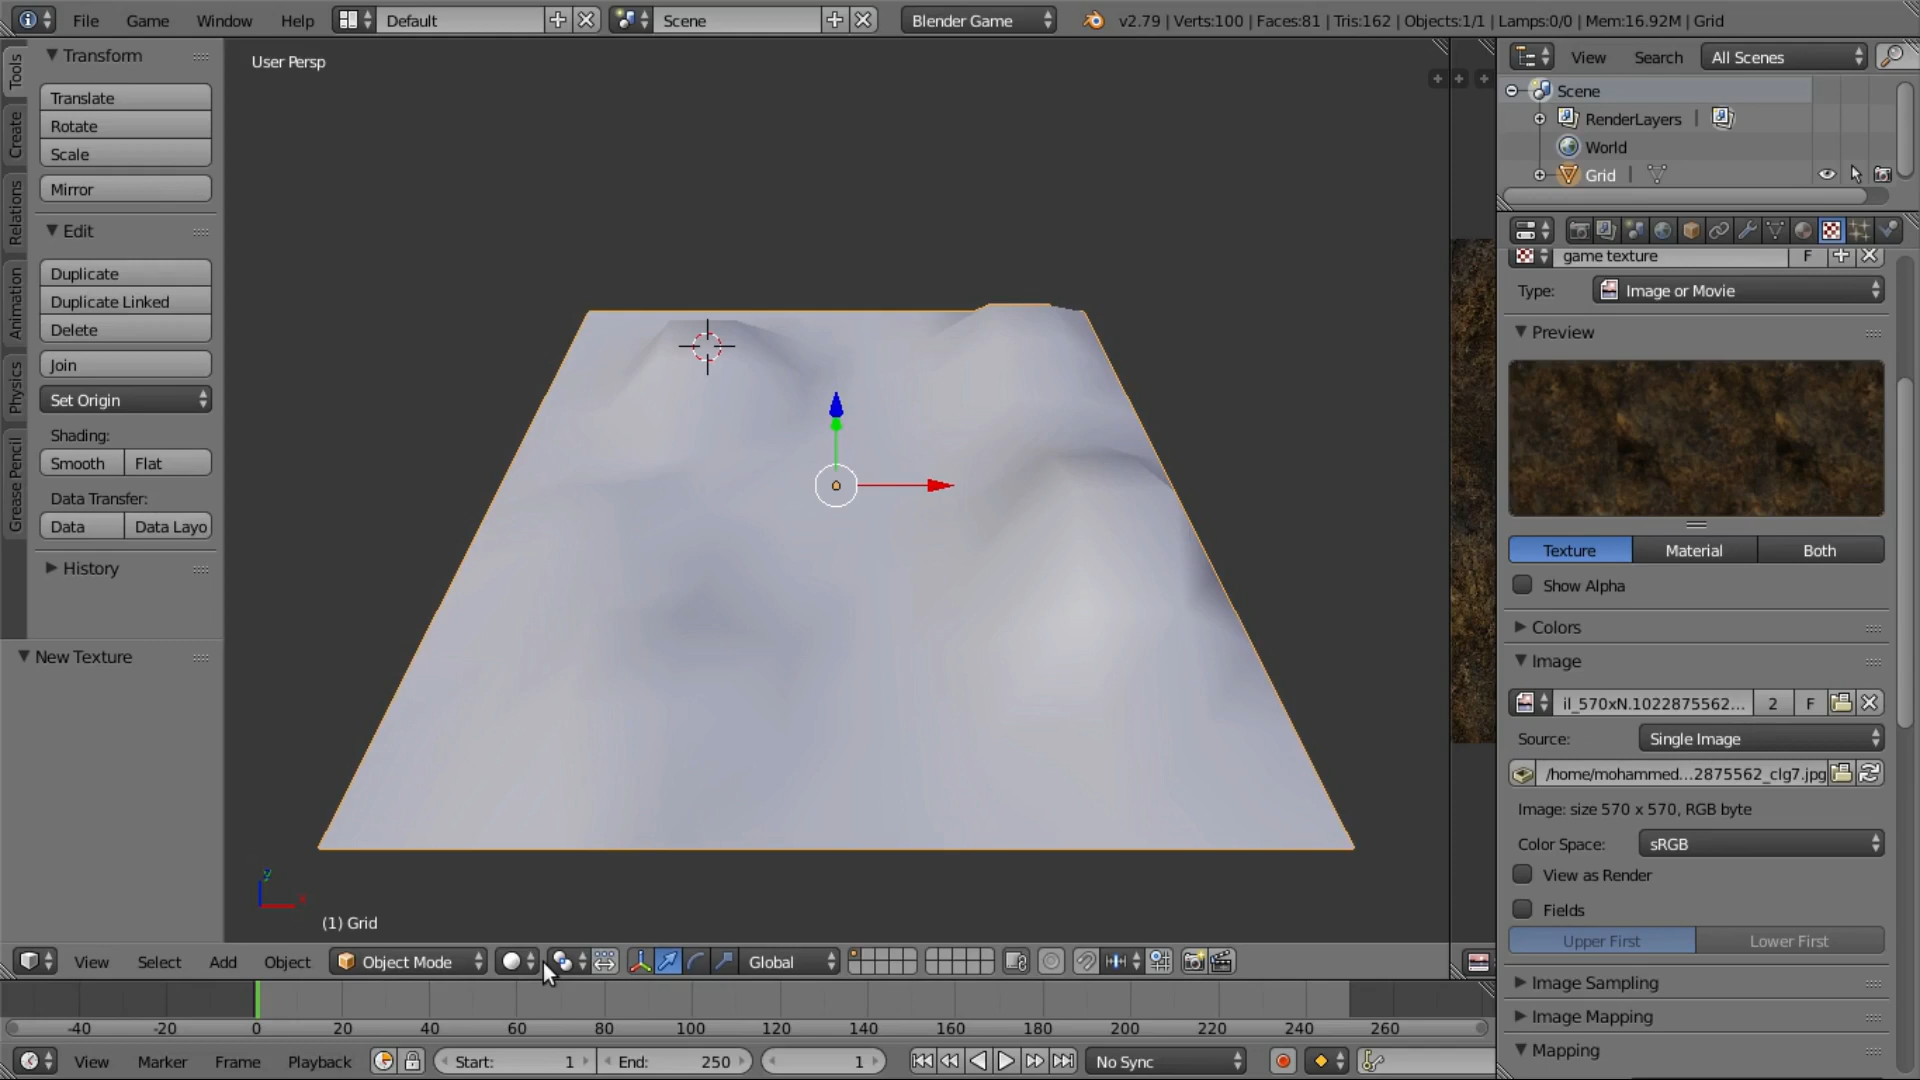 File Game Window Help Default Scene Blender Game v2.79 | Verts:100 | Faces:81 | Tris:162 | Objects:1/1 | Lamps:0/0 | Mem:16.92M | Grid
Tools
Create
Relations
Animation
Physics
Grease Pencil
Transform
Translate
Rotate
Scale
Mirror
Edit
Duplicate
Duplicate Linked
Delete
Join
Set Origin
Shading:
Smooth Flat
Data Transfer:
Data Data Layo
History
New Texture
User Persp
(1) Grid
View Search All Scenes
Scene
RenderLayers
World
Grid
game texture F
Type: Image or Movie
Preview
Texture Material Both
Show Alpha
Colors
Image
il_570xN.1022875562... 2 F
Source: Single Image
/home/mohammed...2875562_clg7.jpg
Image: size 570 x 570, RGB byte
Color Space: sRGB
View as Render
Fields
Upper First Lower First
Image Sampling
Image Mapping
Mapping
View Select Add Object Object Mode Global
-40 -20 0 20 40 60 80 100 120 140 160 180 200 220 240 260
View Marker Frame Playback Start: 1 End: 250 1 No Sync